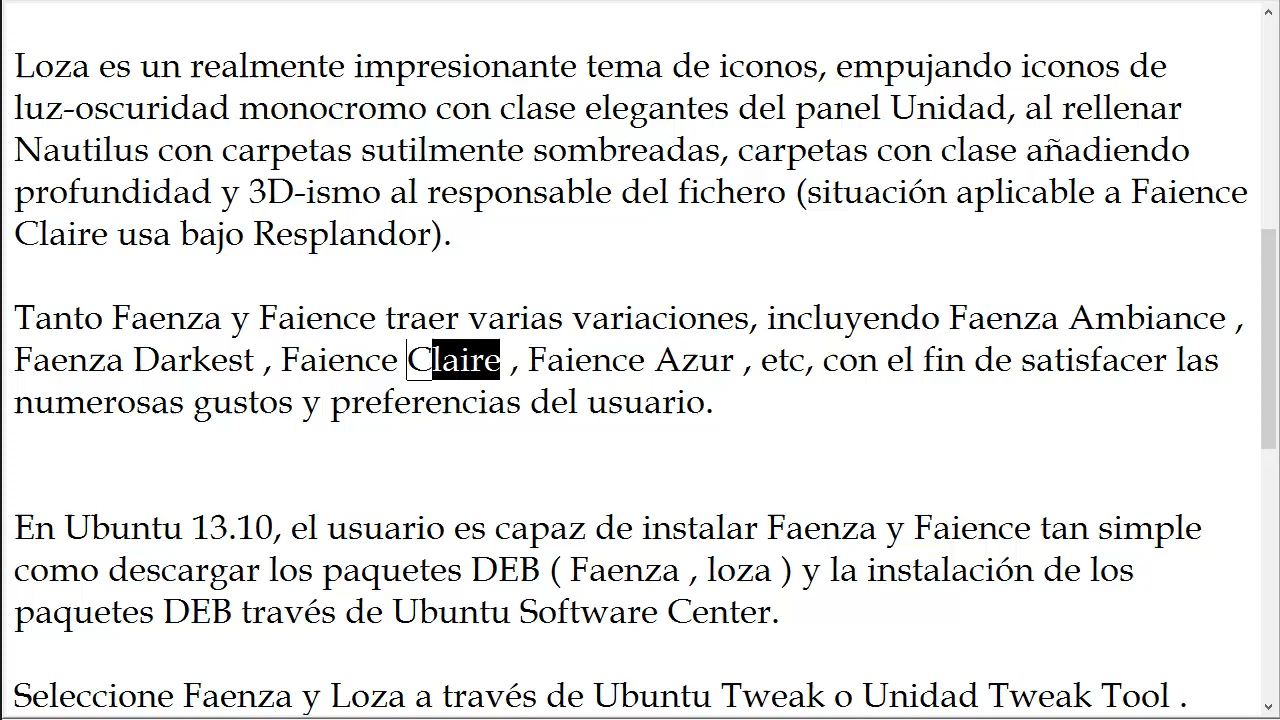 Loza es un realmente impresionante tema de iconos, empujando iconos de
luz-oscuridad monocromo con clase elegantes del panel Unidad, al rellenar
Nautilus con carpetas sutilmente sombreadas, carpetas con clase añadiendo
profundidad y 3D-ismo al responsable del fichero (situación aplicable a Faience
Claire usa bajo Resplandor).
Tanto Faenza y Faience traer varias variaciones, incluyendo Faenza Ambiance ,
Faenza Darkest , Faience Claire , Faience Azur , etc, con el fin de satisfacer las
numerosas gustos y preferencias del usuario.
En Ubuntu 13.10, el usuario es capaz de instalar Faenza y Faience tan simple
como descargar los paquetes DEB ( Faenza , loza ) y la instalación de los
paquetes DEB través de Ubuntu Software Center.
Seleccione Faenza y Loza a través de Ubuntu Tweak o Unidad Tweak Tool .